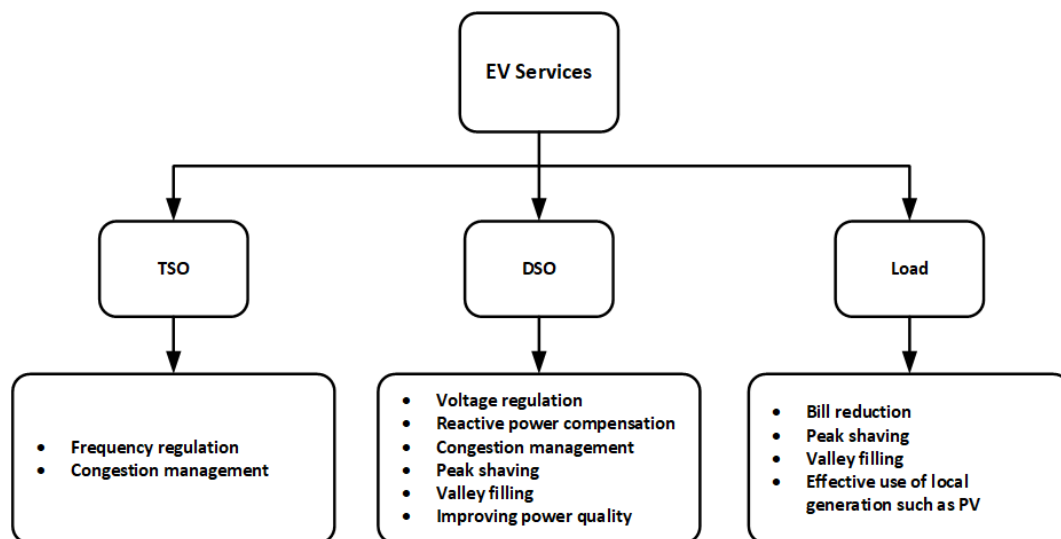 EV Services
TSO
DSO
Load
• Frequency regulation
• Congestion management
• Voltage regulation
• Reactive power compensation
• Congestion management
• Peak shaving
• Valley filling
• Improving power quality
• Bill reduction
• Peak shaving
• Valley filling
• Effective use of local
generation such as PV